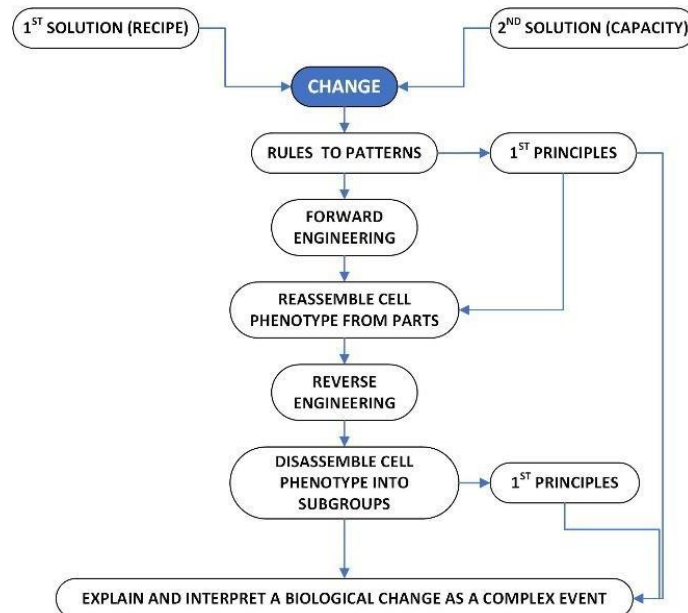 1ST SOLUTION (RECIPE)
2ND SOLUTION (CAPACITY)
CHANGE
RULES TO PATTERNS
1ST PRINCIPLES
FORWARD
ENGINEERING
REASSEMBLE CELL
PHENOTYPE FROM PARTS
REVERSE
ENGINEERING
DISASSEMBLE CELL
PHENOTYPE INTO
SUBGROUPS
1ST PRINCIPLES
EXPLAIN AND INTERPRET A BIOLOGICAL CHANGE AS A COMPLEX EVENT